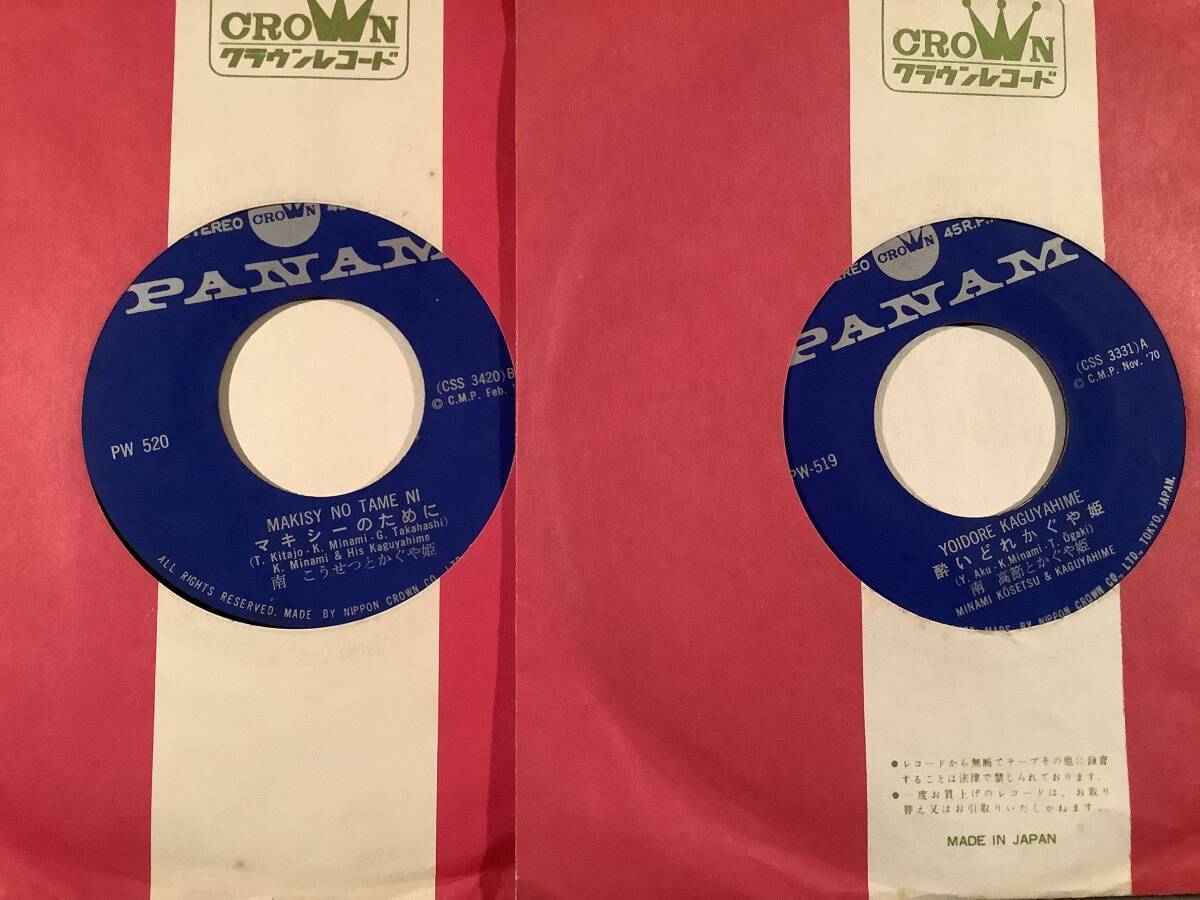 CROWN
クラウンレコード
STEREO
CROWN
PANAM
(CSS 3420)B
© C.M.P. Feb. '
PW 520
MAKISY NO TAME NI
マキシーのために
(T. Kitajo-K. Minami-G. Takahashi)
K. Minami & His Kaguyahime
南 こうせつとかぐや姫
ALL RIGHTS RESERVED. MADE BY NIPPON CROWN CO., LTD.
CROWN
クラウンレコード
CROWN
45R.P.
PANAM
(CSS 3331)A
© C.M.P. Nov. '70
PW-519
YOIDORE KAGUYAHIME
酔いどれかぐや姫
(Y. Aku-K.Minami-T. Ōgaki)
南 高節とかぐや姫
MINAMI KŌSETSU & KAGUYAHIME
MADE BY NIPPON CROWN CO., LTD., TOKYO, JAPAN.
●レコードから無断でテープその他に録音
することは法律で禁じられております。
●一度お買上げのレコードは、お取り
替え又はお引取りいたしかねます。
MADE IN JAPAN